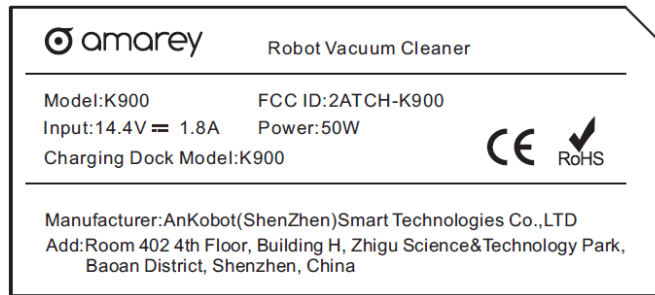 amarey Robot Vacuum Cleaner
Model:K900 FCC ID:2ATCH-K900
Input:14.4V⎓ 1.8A Power:50W
Charging Dock Model:K900
CE RoHS
Manufacturer:AnKobot(ShenZhen)Smart Technologies Co.,LTD
Add:Room 402 4th Floor, Building H, Zhigu Science&Technology Park,
Baoan District, Shenzhen, China